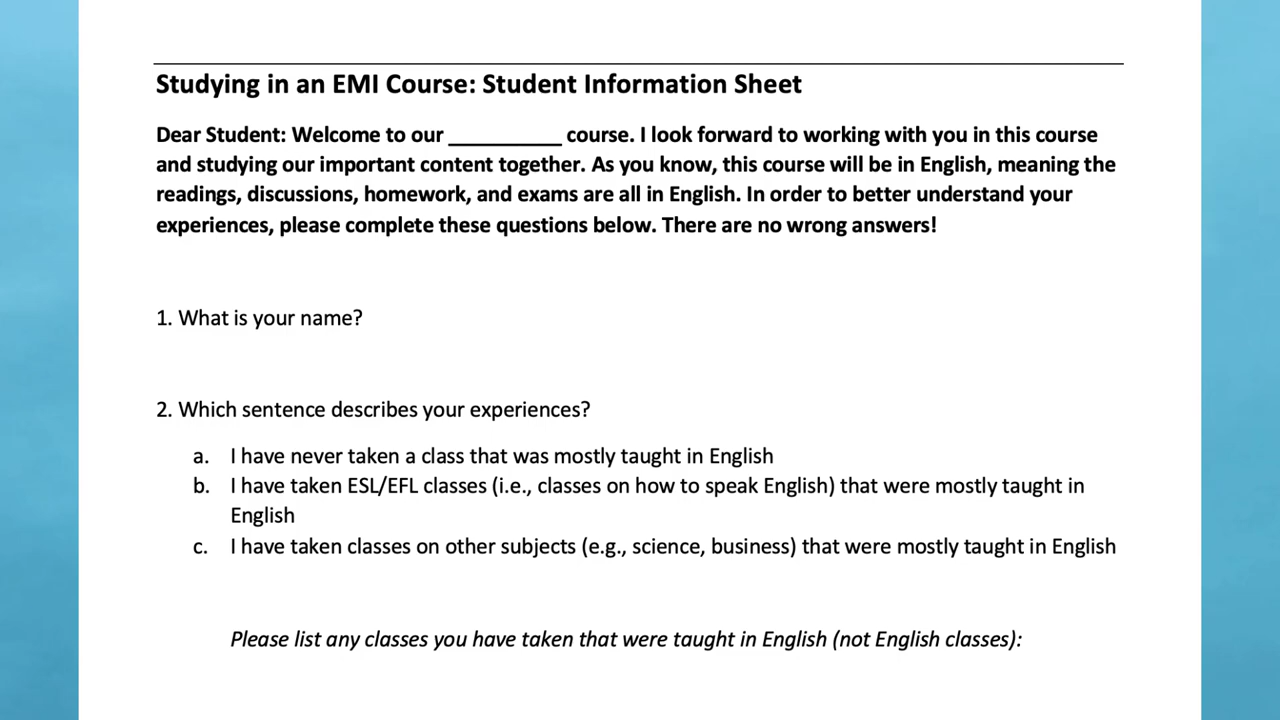 Studying in an EMI Course: Student Information Sheet
Dear Student: Welcome to our __________ course. I look forward to working with you in this course
and studying our important content together. As you know, this course will be in English, meaning the
readings, discussions, homework, and exams are all in English. In order to better understand your
experiences, please complete these questions below. There are no wrong answers!
1. What is your name?
2. Which sentence describes your experiences?
a. I have never taken a class that was mostly taught in English
b. I have taken ESL/EFL classes (i.e., classes on how to speak English) that were mostly taught in
English
c. I have taken classes on other subjects (e.g., science, business) that were mostly taught in English
Please list any classes you have taken that were taught in English (not English classes):